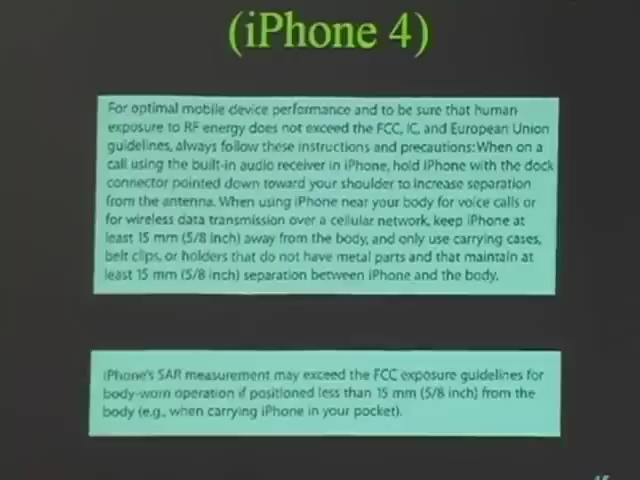 (iPhone 4)
For optimal mobile device performance and to be sure that human
exposure to RF energy does not exceed the FCC, IC, and European Union
guidelines, always follow these instructions and precautions: When on a
call using the built-in audio receiver in iPhone, hold iPhone with the dock
connector pointed down toward your shoulder to increase separation
from the antenna. When using iPhone near your body for voice calls or
for wireless data transmission over a cellular network, keep iPhone at
least 15 mm (5/8 inch) away from the body, and only use carrying cases,
belt clips, or holders that do not have metal parts and that maintain at
least 15 mm (5/8 inch) separation between iPhone and the body.
iPhone's SAR measurement may exceed the FCC exposure guidelines for
body-worn operation if positioned less than 15 mm (5/8 inch) from the
body (e.g., when carrying iPhone in your pocket).